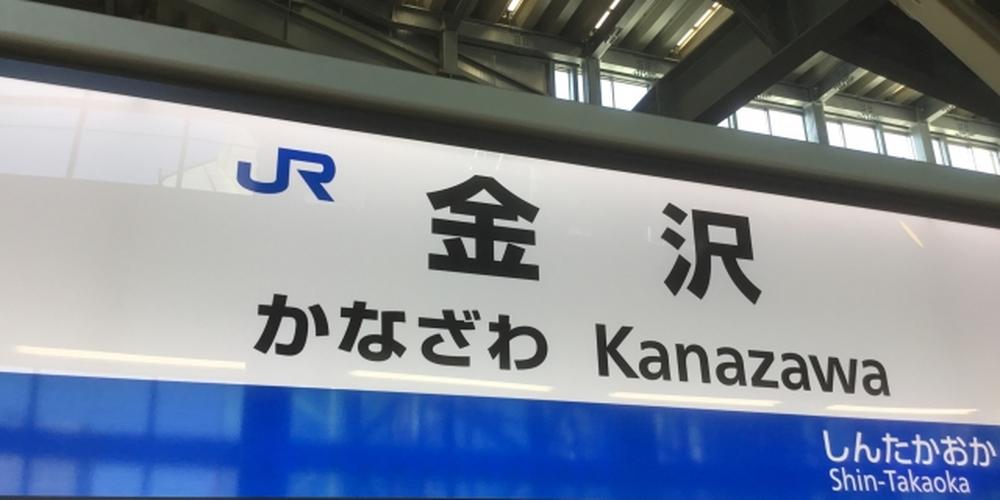 JR
金沢
かなざわ Kanazawa
しんたかおか
Shin-Takaoka